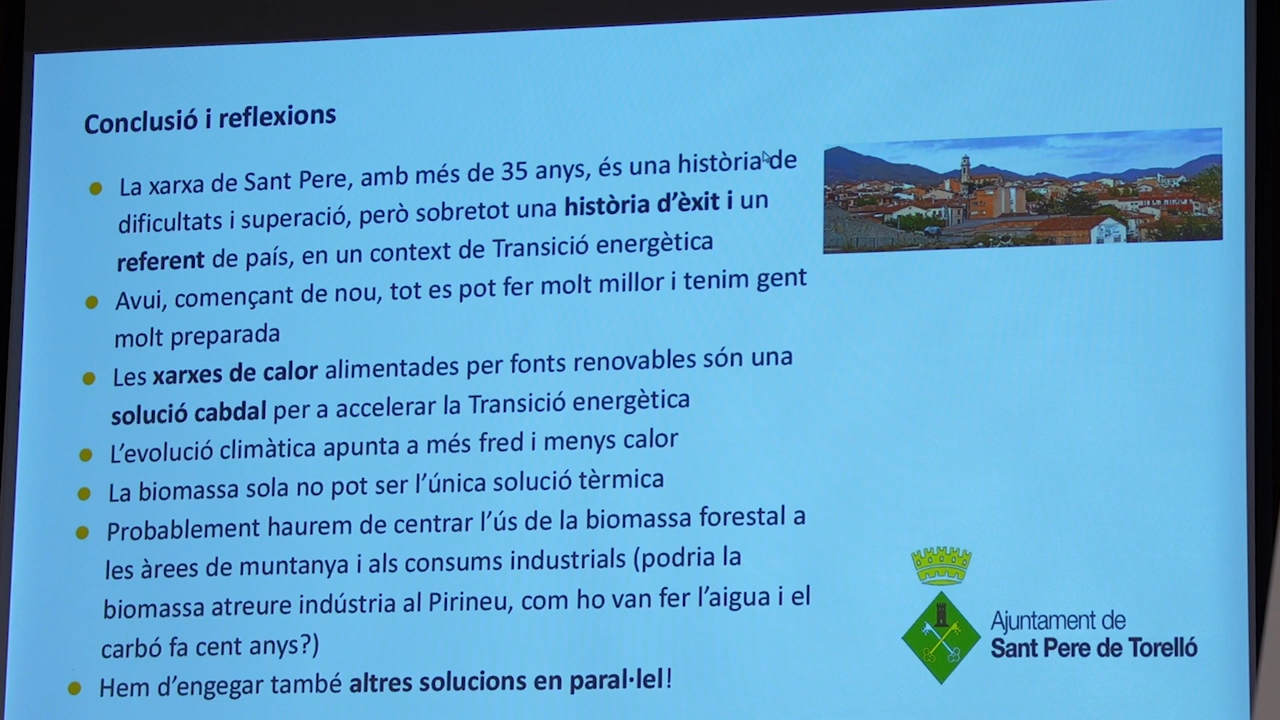 Conclusió i reflexions
La xarxa de Sant Pere, amb més de 35 anys, és una història de
dificultats i superació, però sobretot una història d'èxit i un
referent de país, en un context de Transició energètica
Avui, començant de nou, tot es pot fer molt millor i tenim gent
molt preparada
Les xarxes de calor alimentades per fonts renovables són una
solució cabdal per a accelerar la Transició energètica
L'evolució climàtica apunta a més fred i menys calor
La biomassa sola no pot ser l'única solució tèrmica
Probablement haurem de centrar l'ús de la biomassa forestal a
les àrees de muntanya i als consums industrials (podria la
biomassa atreure indústria al Pirineu, com ho van fer l'aigua i el
carbó fa cent anys?)
Hem d'engegar també altres solucions en paral·lel!
Ajuntament de
Sant Pere de Torelló